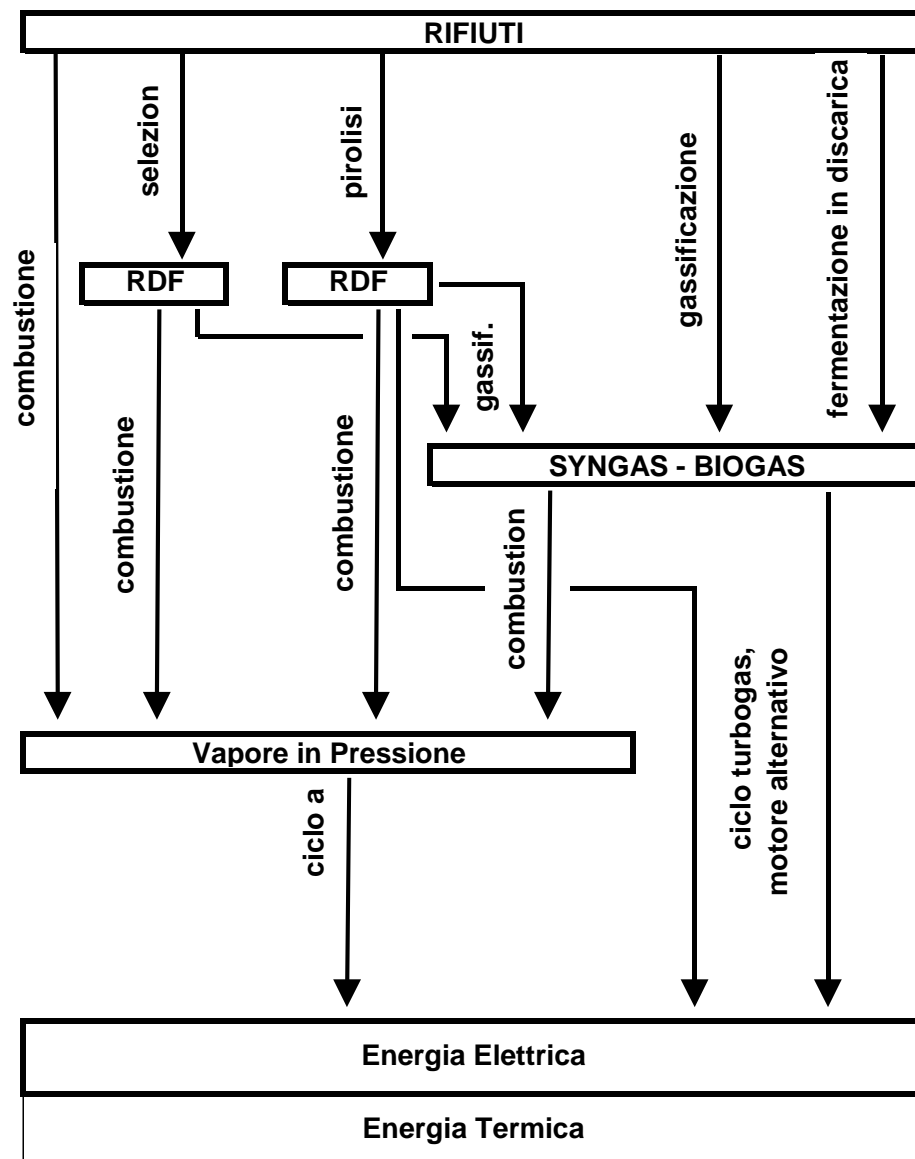 RIFIUTI
selezion
pirolisi
gassificazione
fermentazione in discarica
combustione
RDF
RDF
gassif.
combustione
combustione
SYNGAS - BIOGAS
combustion
ciclo turbogas,
motore alternativo
Vapore in Pressione
ciclo a
Energia Elettrica
Energia Termica